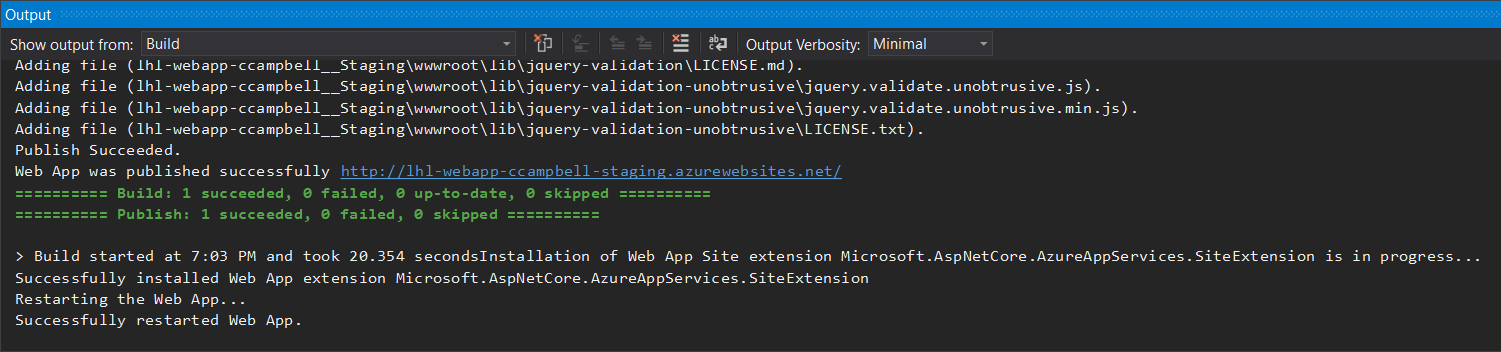 Output
Show output from: Build Output Verbosity: Minimal
Adding file (lhl-webapp-ccampbell__Staging\wwwroot\lib\jquery-validation\LICENSE.md).
Adding file (lhl-webapp-ccampbell__Staging\wwwroot\lib\jquery-validation-unobtrusive\jquery.validate.unobtrusive.js).
Adding file (lhl-webapp-ccampbell__Staging\wwwroot\lib\jquery-validation-unobtrusive\jquery.validate.unobtrusive.min.js).
Adding file (lhl-webapp-ccampbell__Staging\wwwroot\lib\jquery-validation-unobtrusive\LICENSE.txt).
Publish Succeeded.
Web App was published successfully http://lhl-webapp-ccampbell-staging.azurewebsites.net/
========== Build: 1 succeeded, 0 failed, 0 up-to-date, 0 skipped ==========
========== Publish: 1 succeeded, 0 failed, 0 skipped ==========
> Build started at 7:03 PM and took 20.354 secondsInstallation of Web App Site extension Microsoft.AspNetCore.AzureAppServices.SiteExtension is in progress...
Successfully installed Web App extension Microsoft.AspNetCore.AzureAppServices.SiteExtension
Restarting the Web App...
Successfully restarted Web App.